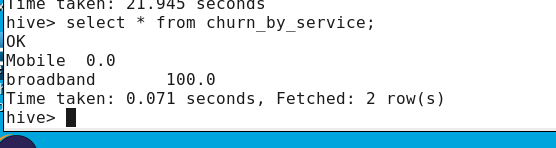 Time taken: 21.945 seconds
hive> select * from churn_by_service;
OK
Mobile  0.0
broadband       100.0
Time taken: 0.071 seconds, Fetched: 2 row(s)
hive>